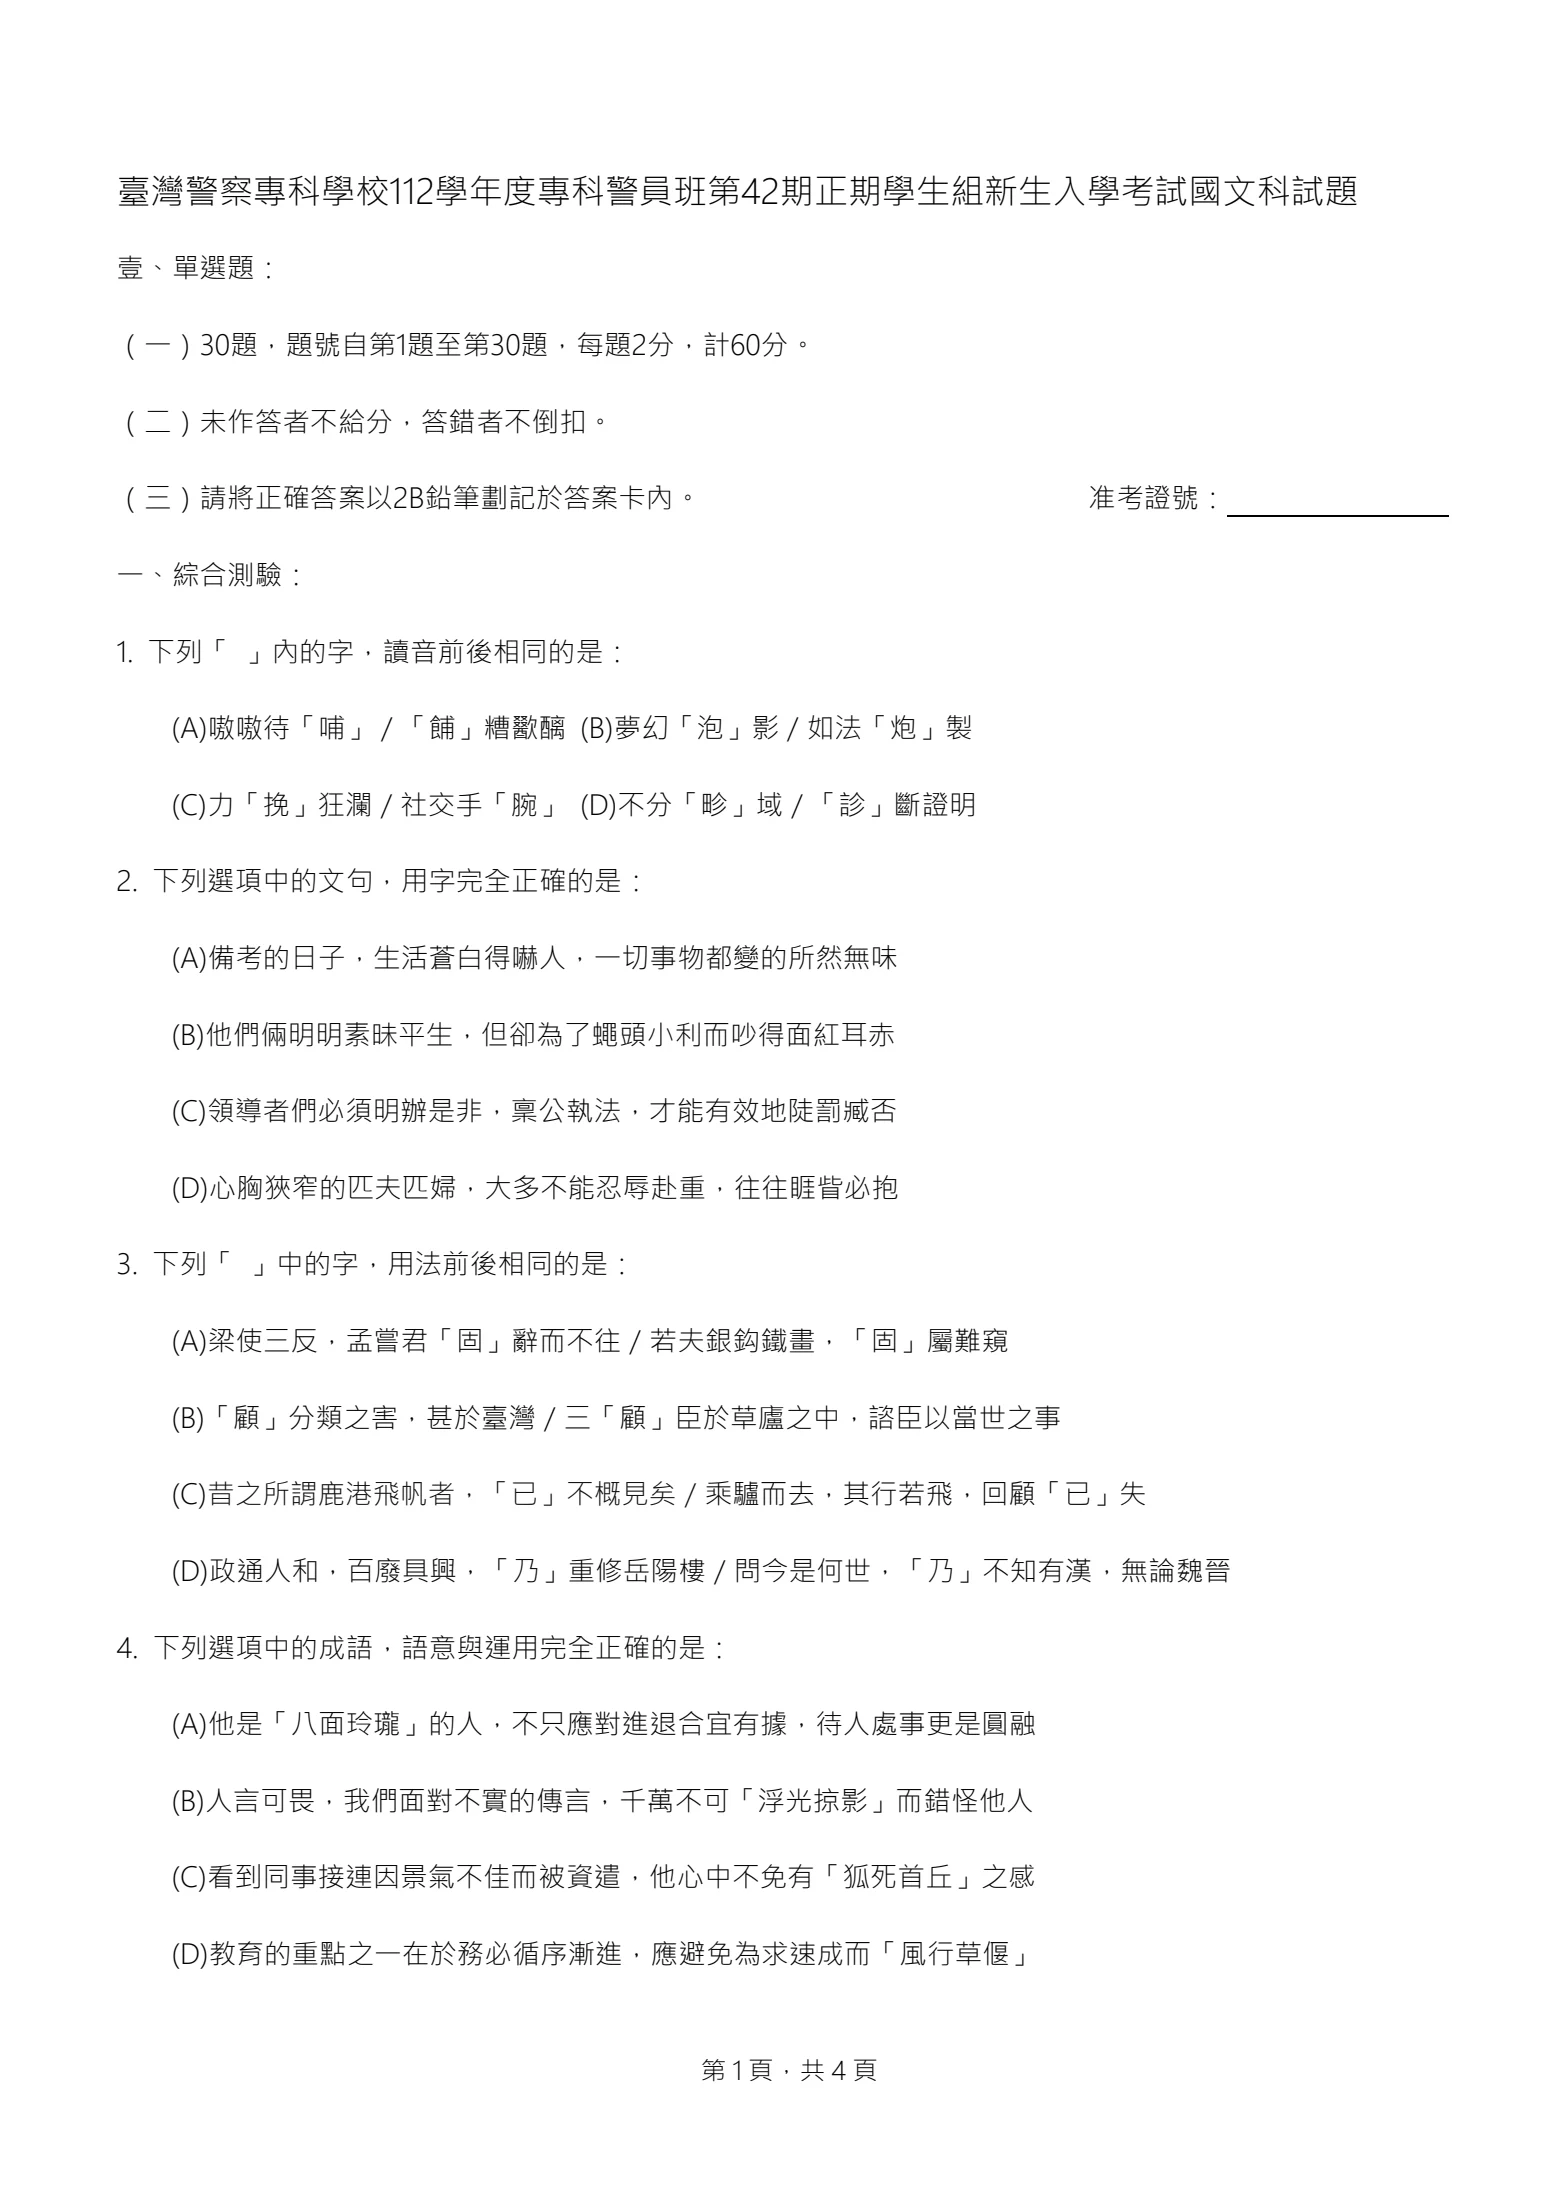 臺灣警察專科學校112學年度專科警員班第42期正期學生組新生入學考試國文科試題
壹、單選題：
（一）30題，題號自第1題至第30題，每題2分，計60分。
（二）未作答者不給分，答錯者不倒扣。
（三）請將正確答案以2B鉛筆劃記於答案卡內。 准考證號：
一、綜合測驗：
1. 下列「 」內的字，讀音前後相同的是：
(A)嗷嗷待「哺」／「餔」糟歠醨 (B)夢幻「泡」影／如法「炮」製
(C)力「挽」狂瀾／社交手「腕」 (D)不分「畛」域／「診」斷證明
2. 下列選項中的文句，用字完全正確的是：
(A)備考的日子，生活蒼白得嚇人，一切事物都變的所然無味
(B)他們倆明明素昧平生，但卻為了蠅頭小利而吵得面紅耳赤
(C)領導者們必須明辦是非，稟公執法，才能有效地陡罰臧否
(D)心胸狹窄的匹夫匹婦，大多不能忍辱赴重，往往睚眥必抱
3. 下列「 」中的字，用法前後相同的是：
(A)梁使三反，孟嘗君「固」辭而不往／若夫銀鈎鐵畫，「固」屬難窺
(B)「顧」分類之害，甚於臺灣／三「顧」臣於草廬之中，諮臣以當世之事
(C)昔之所謂鹿港飛帆者，「已」不概見矣／乘驢而去，其行若飛，回顧「已」失
(D)政通人和，百廢具興，「乃」重修岳陽樓／問今是何世，「乃」不知有漢，無論魏晉
4. 下列選項中的成語，語意與運用完全正確的是：
(A)他是「八面玲瓏」的人，不只應對進退合宜有據，待人處事更是圓融
(B)人言可畏，我們面對不實的傳言，千萬不可「浮光掠影」而錯怪他人
(C)看到同事接連因景氣不佳而被資遣，他心中不免有「狐死首丘」之感
(D)教育的重點之一在於務必循序漸進，應避免為求速成而「風行草偃」
第1頁，共4頁